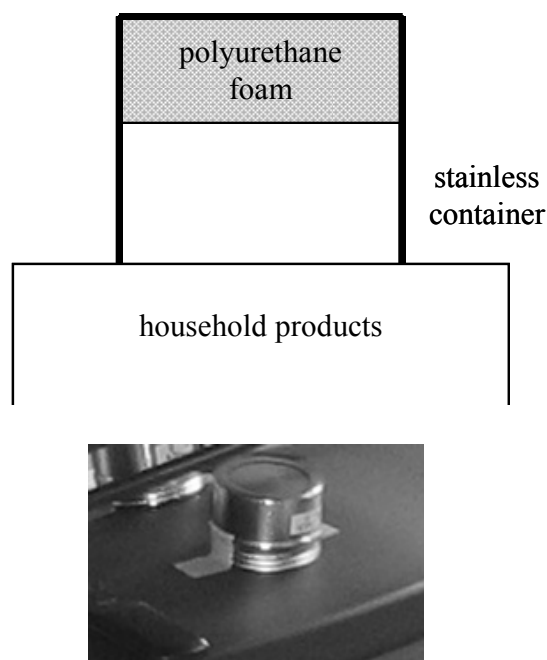 polyurethane
foam
stainless
container
household products